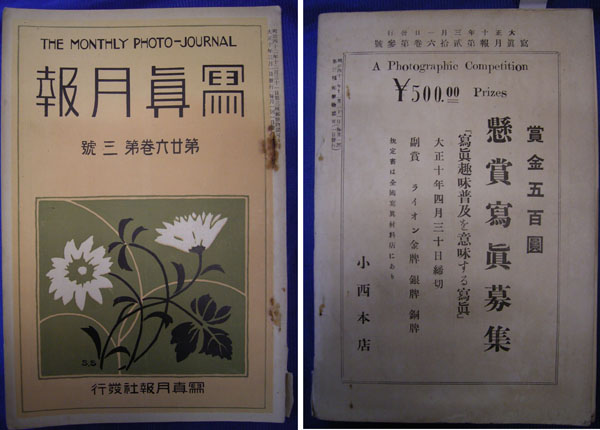 THE MONTHLY PHOTO-JOURNAL
寫眞月報
第廿六巻第三號
S.S
寫真月報社發行
大正十年三月一日發行
寫眞月報第貳拾六巻第參號
A Photographic Competition
¥500.00 Prizes
賞金五百圓
懸賞寫眞募集
「寫眞趣味普及を意味する寫眞」
大正十年四月三十日締切
副賞 ライオン金牌 銀牌 銅牌
規定書は全國寫眞材料店にあり
小西本店